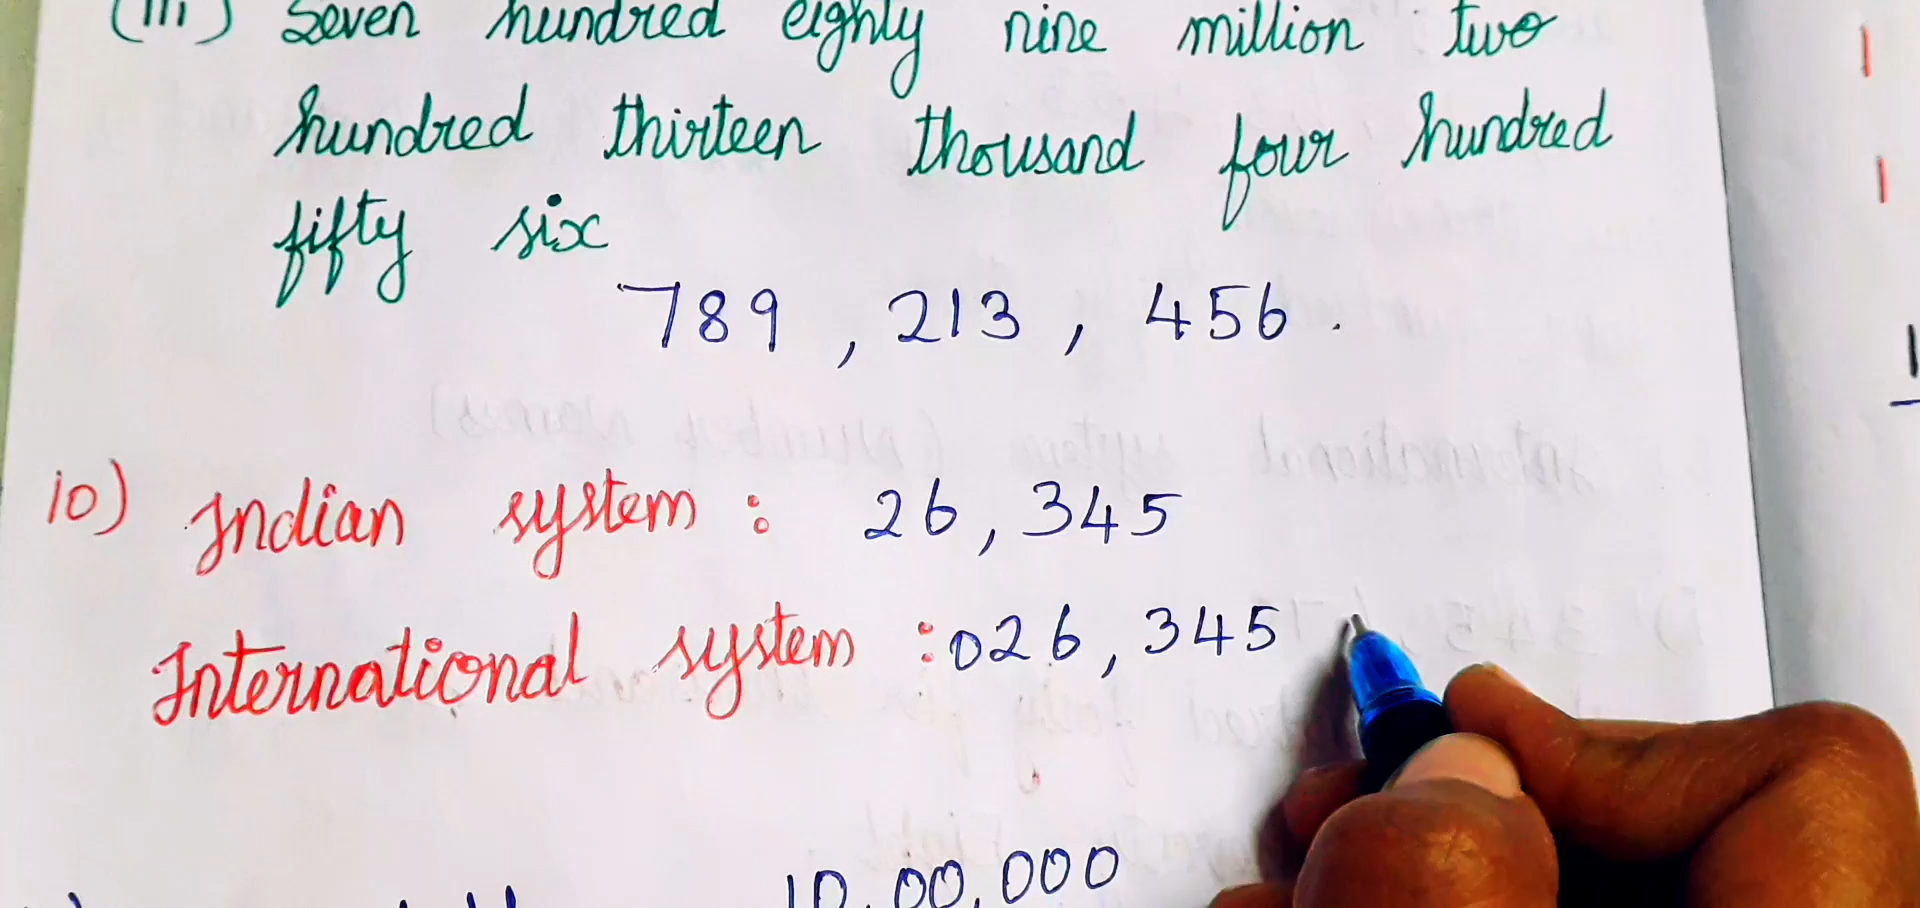 (iii) Seven hundred eighty nine million two
hundred thirteen thousand four hundred
fifty six
789, 213, 456.
10) Indian system : 26, 345
International system : 026, 345
10,00,000